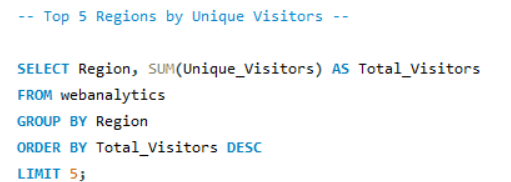 -- Top 5 Regions by Unique Visitors --
SELECT Region, SUM(Unique_Visitors) AS Total_Visitors
FROM webanalytics
GROUP BY Region
ORDER BY Total_Visitors DESC
LIMIT 5;